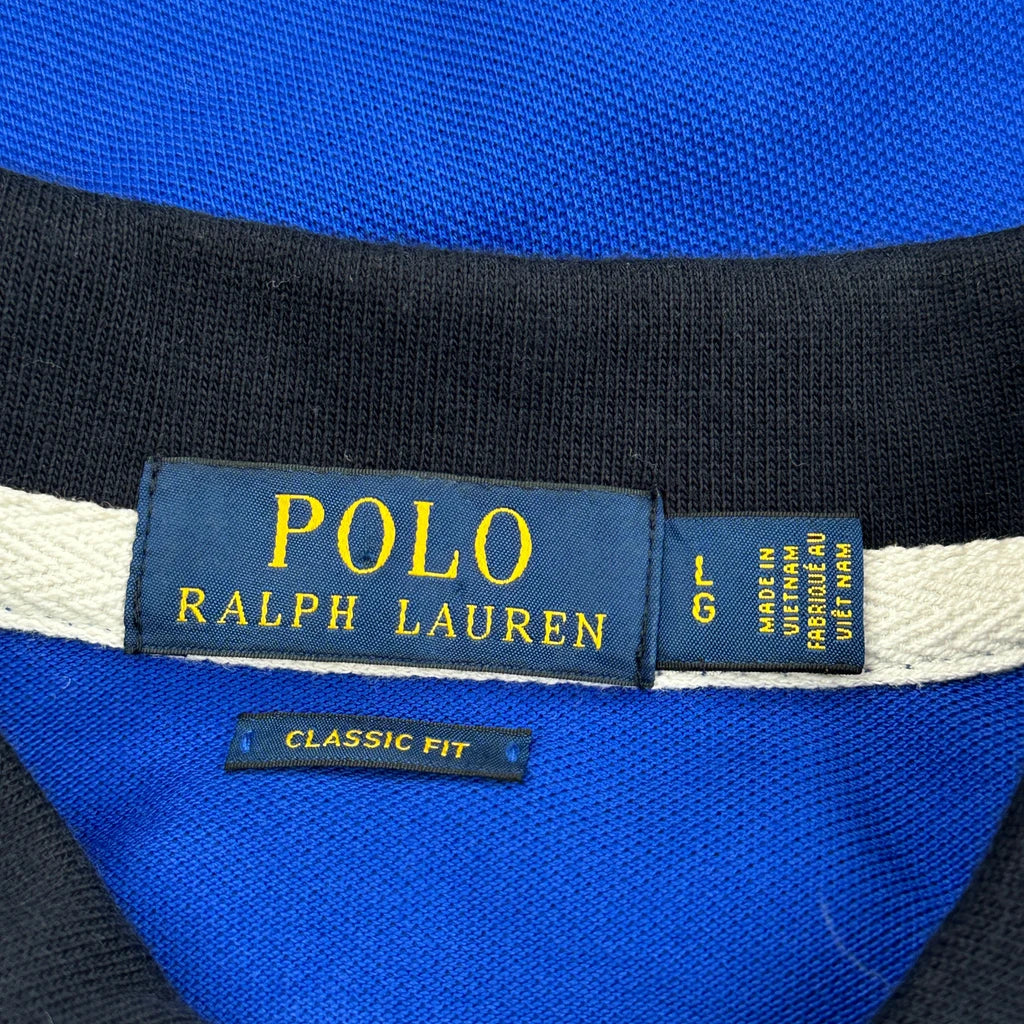 POLO
RALPH LAUREN
L
G
MADE IN
VIETNAM
FABRIQUÉ AU
VIÊT NAM
CLASSIC FIT